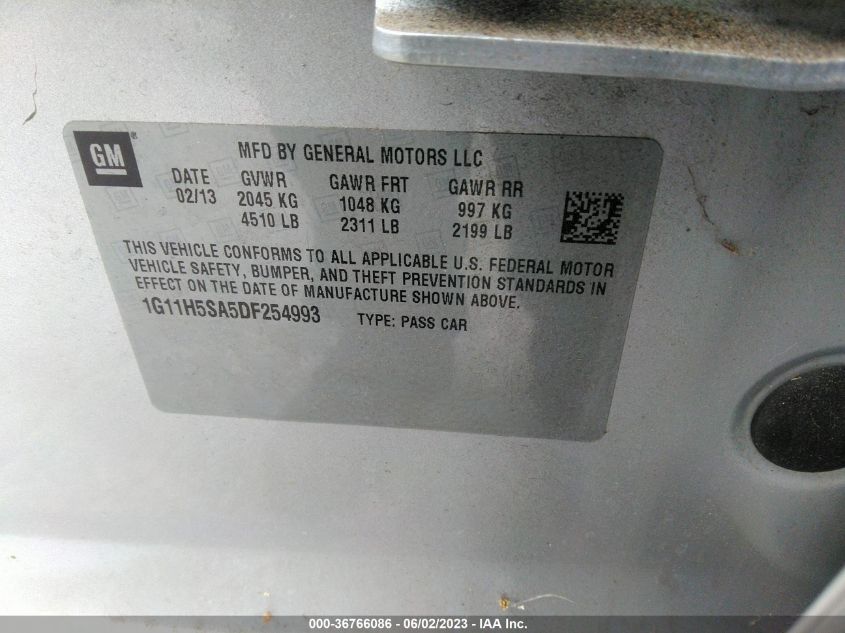 GM®
MFD BY GENERAL MOTORS LLC
DATE GVWR GAWR FRT GAWR RR
02/13 2045 KG 1048 KG 997 KG
4510 LB 2311 LB 2199 LB
THIS VEHICLE CONFORMS TO ALL APPLICABLE U.S. FEDERAL MOTOR
VEHICLE SAFETY, BUMPER, AND THEFT PREVENTION STANDARDS IN
EFFECT ON THE DATE OF MANUFACTURE SHOWN ABOVE.
1G11H5SA5DF254993 TYPE: PASS CAR
000-36766086 - 06/02/2023 - IAA Inc.